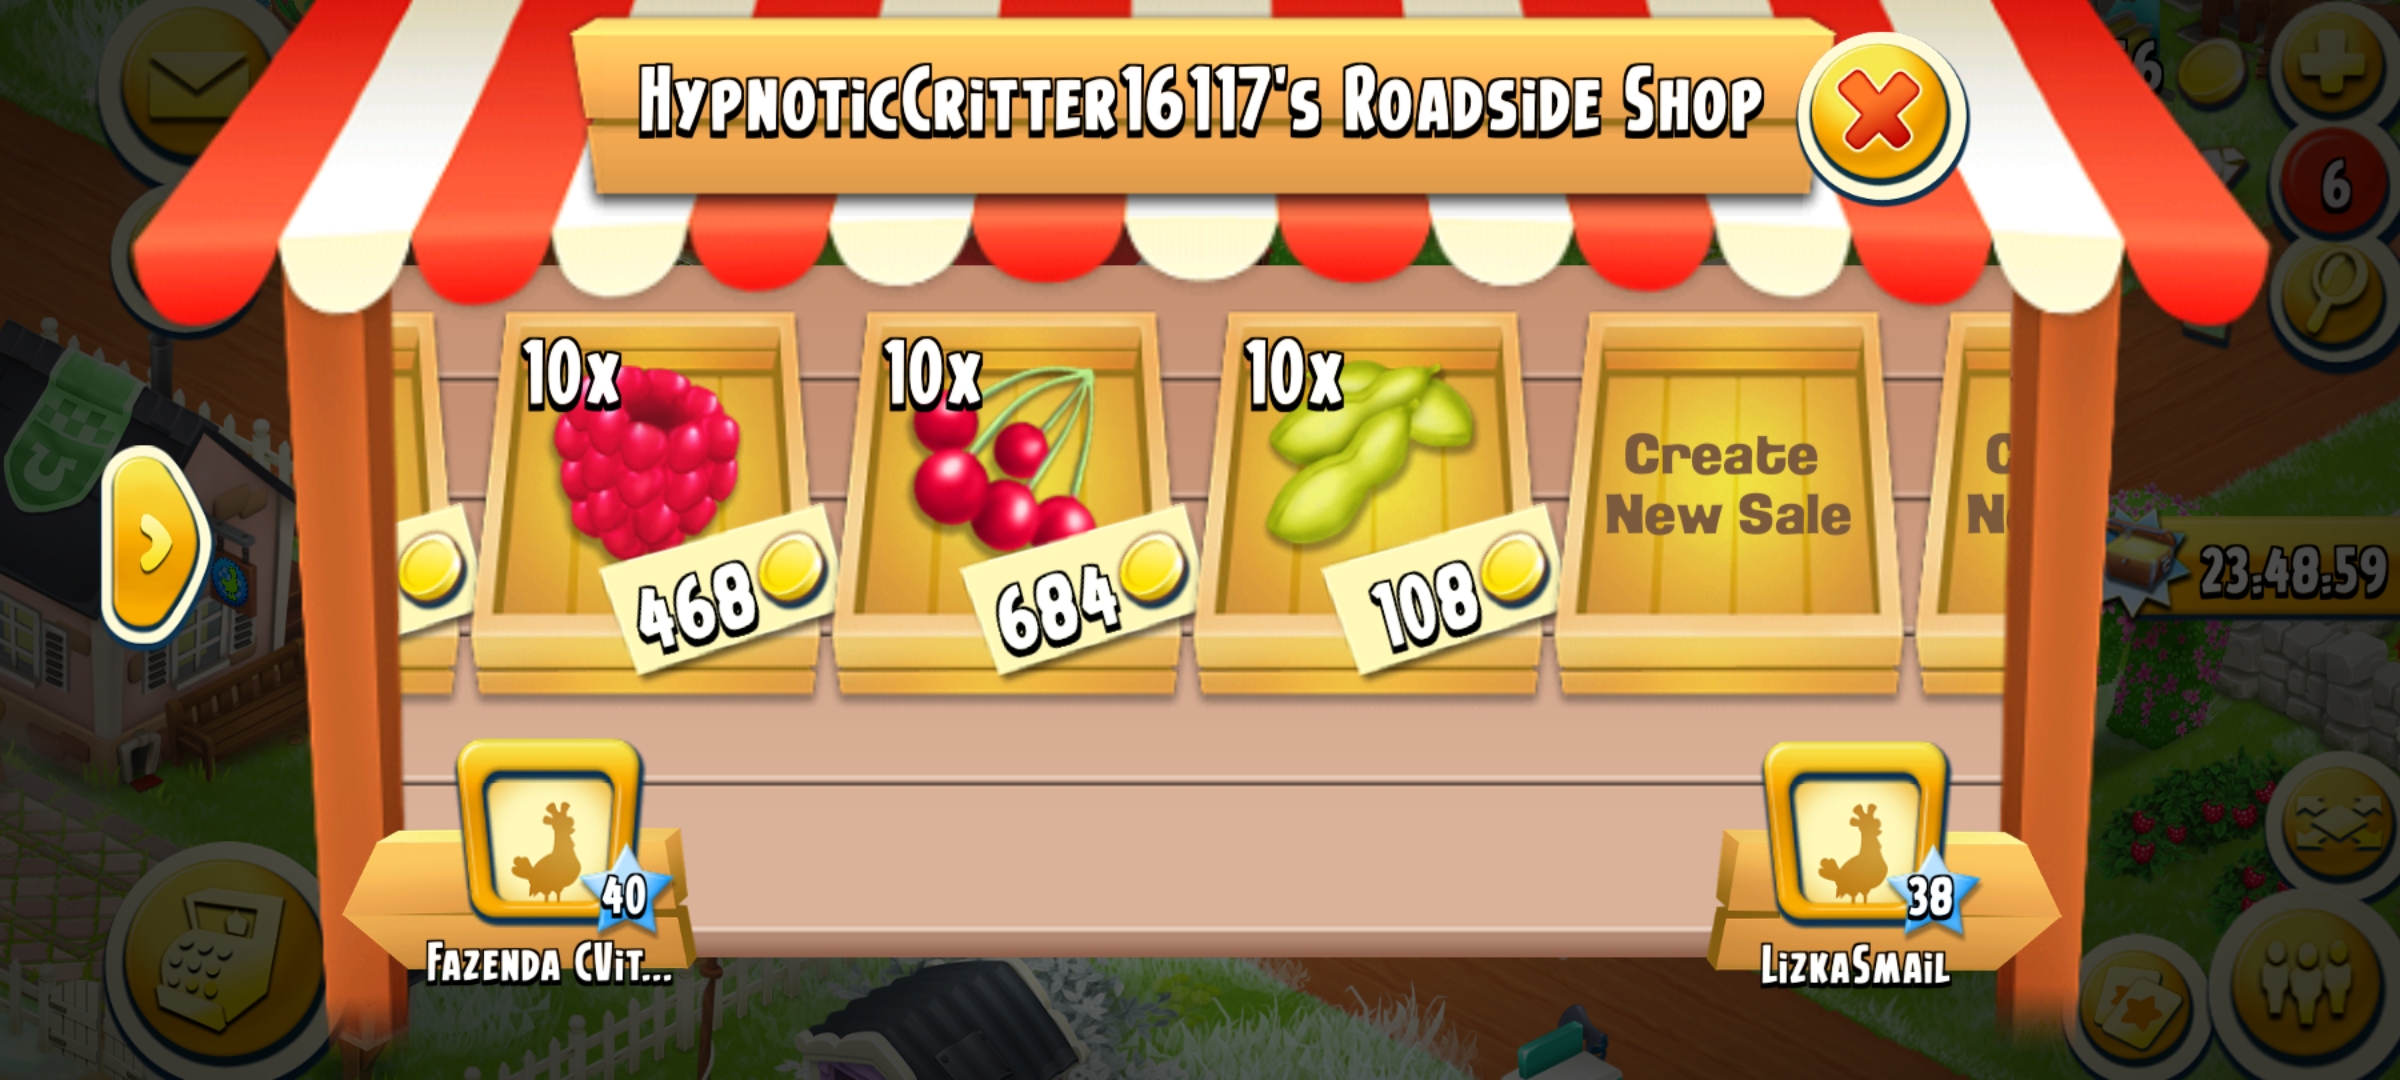 HypnoticCritter16117's Roadside Shop
6
10x
10x
10x
Create
New Sale
468
684
108
23:48:59
40
38
Fazenda CVit...
LizkaSmail